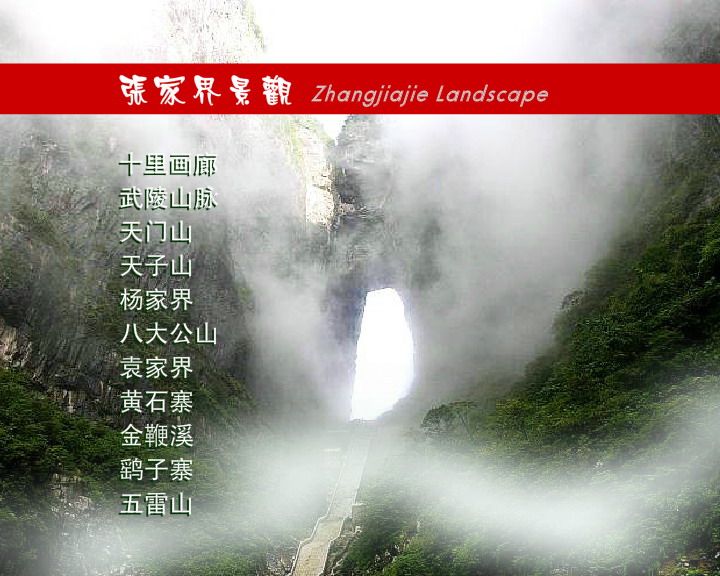 張家界景觀 Zhangjiajie Landscape
十里画廊
武陵山脉
天门山
天子山
杨家界
八大公山
袁家界
黄石寨
金鞭溪
鹞子寨
五雷山